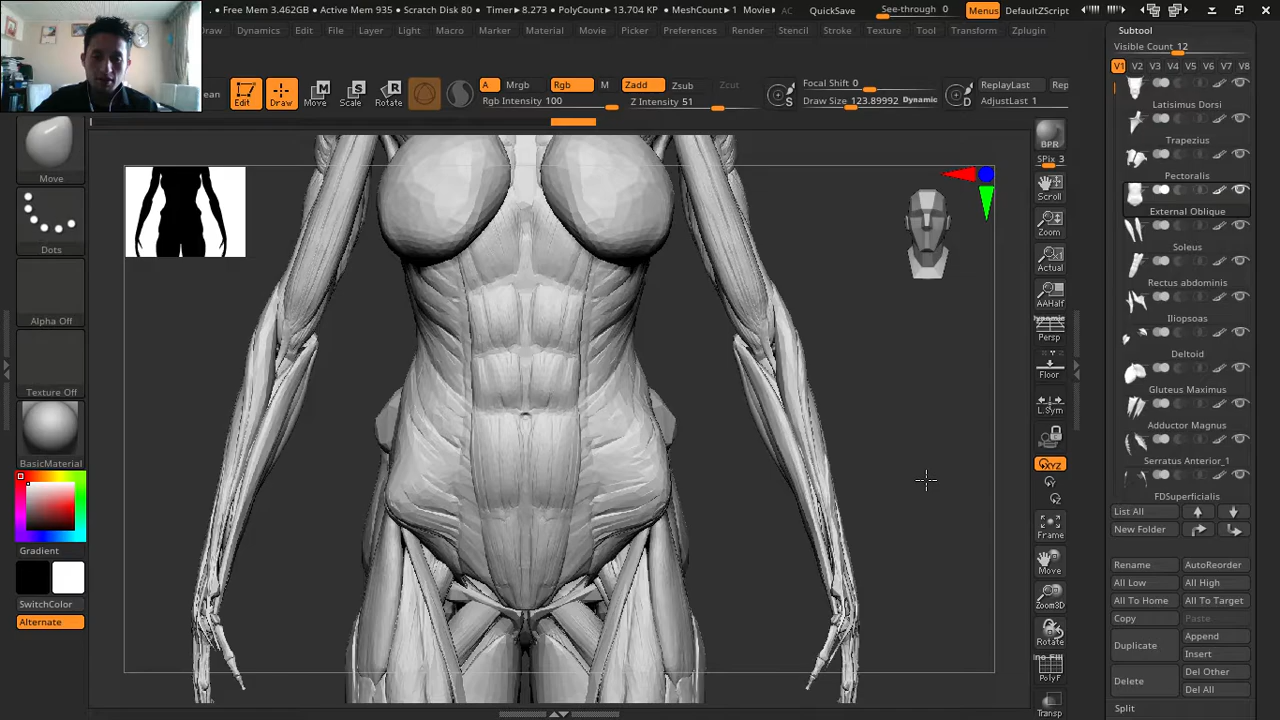 • Free Mem 3.462GB • Active Mem 935 • Scratch Disk 80 • Timer▸8.273 • PolyCount▸13.704 KP • MeshCount▸1 Movie▸ AC QuickSave See-through 0 Menus DefaultZScript
Draw Dynamics Edit File Layer Light Macro Marker Material Movie Picker Preferences Render Stencil Stroke Texture Tool Transform Zplugin
ean Edit Draw Move Scale Rotate
A Mrgb Rgb M Zadd Zsub Zcut
Rgb Intensity 100 Z Intensity 51
S Focal Shift 0
Draw Size 123.89992 Dynamic
D ReplayLast Rep
AdjustLast 1
Move
Dots
Alpha Off
Texture Off
BasicMaterial
Gradient
SwitchColor
Alternate
BPR
SPix 3
Scroll
Zoom
Actual
AAHalf
Dynamic
Persp
Floor
L.Sym
XYZ
Frame
Move
Zoom3D
Rotate
PolyF
Transp
Subtool
Visible Count 12
V1 V2 V3 V4 V5 V6 V7 V8
Latisimus Dorsi
Trapezius
Pectoralis
External Oblique
Soleus
Rectus abdominis
Iliopsoas
Deltoid
Gluteus Maximus
Adductor Magnus
Serratus Anterior_1
FDSuperficialis
List All
New Folder
Rename AutoReorder
All Low All High
All To Home All To Target
Copy Paste
Duplicate Append
Insert
Delete Del Other
Del All
Split